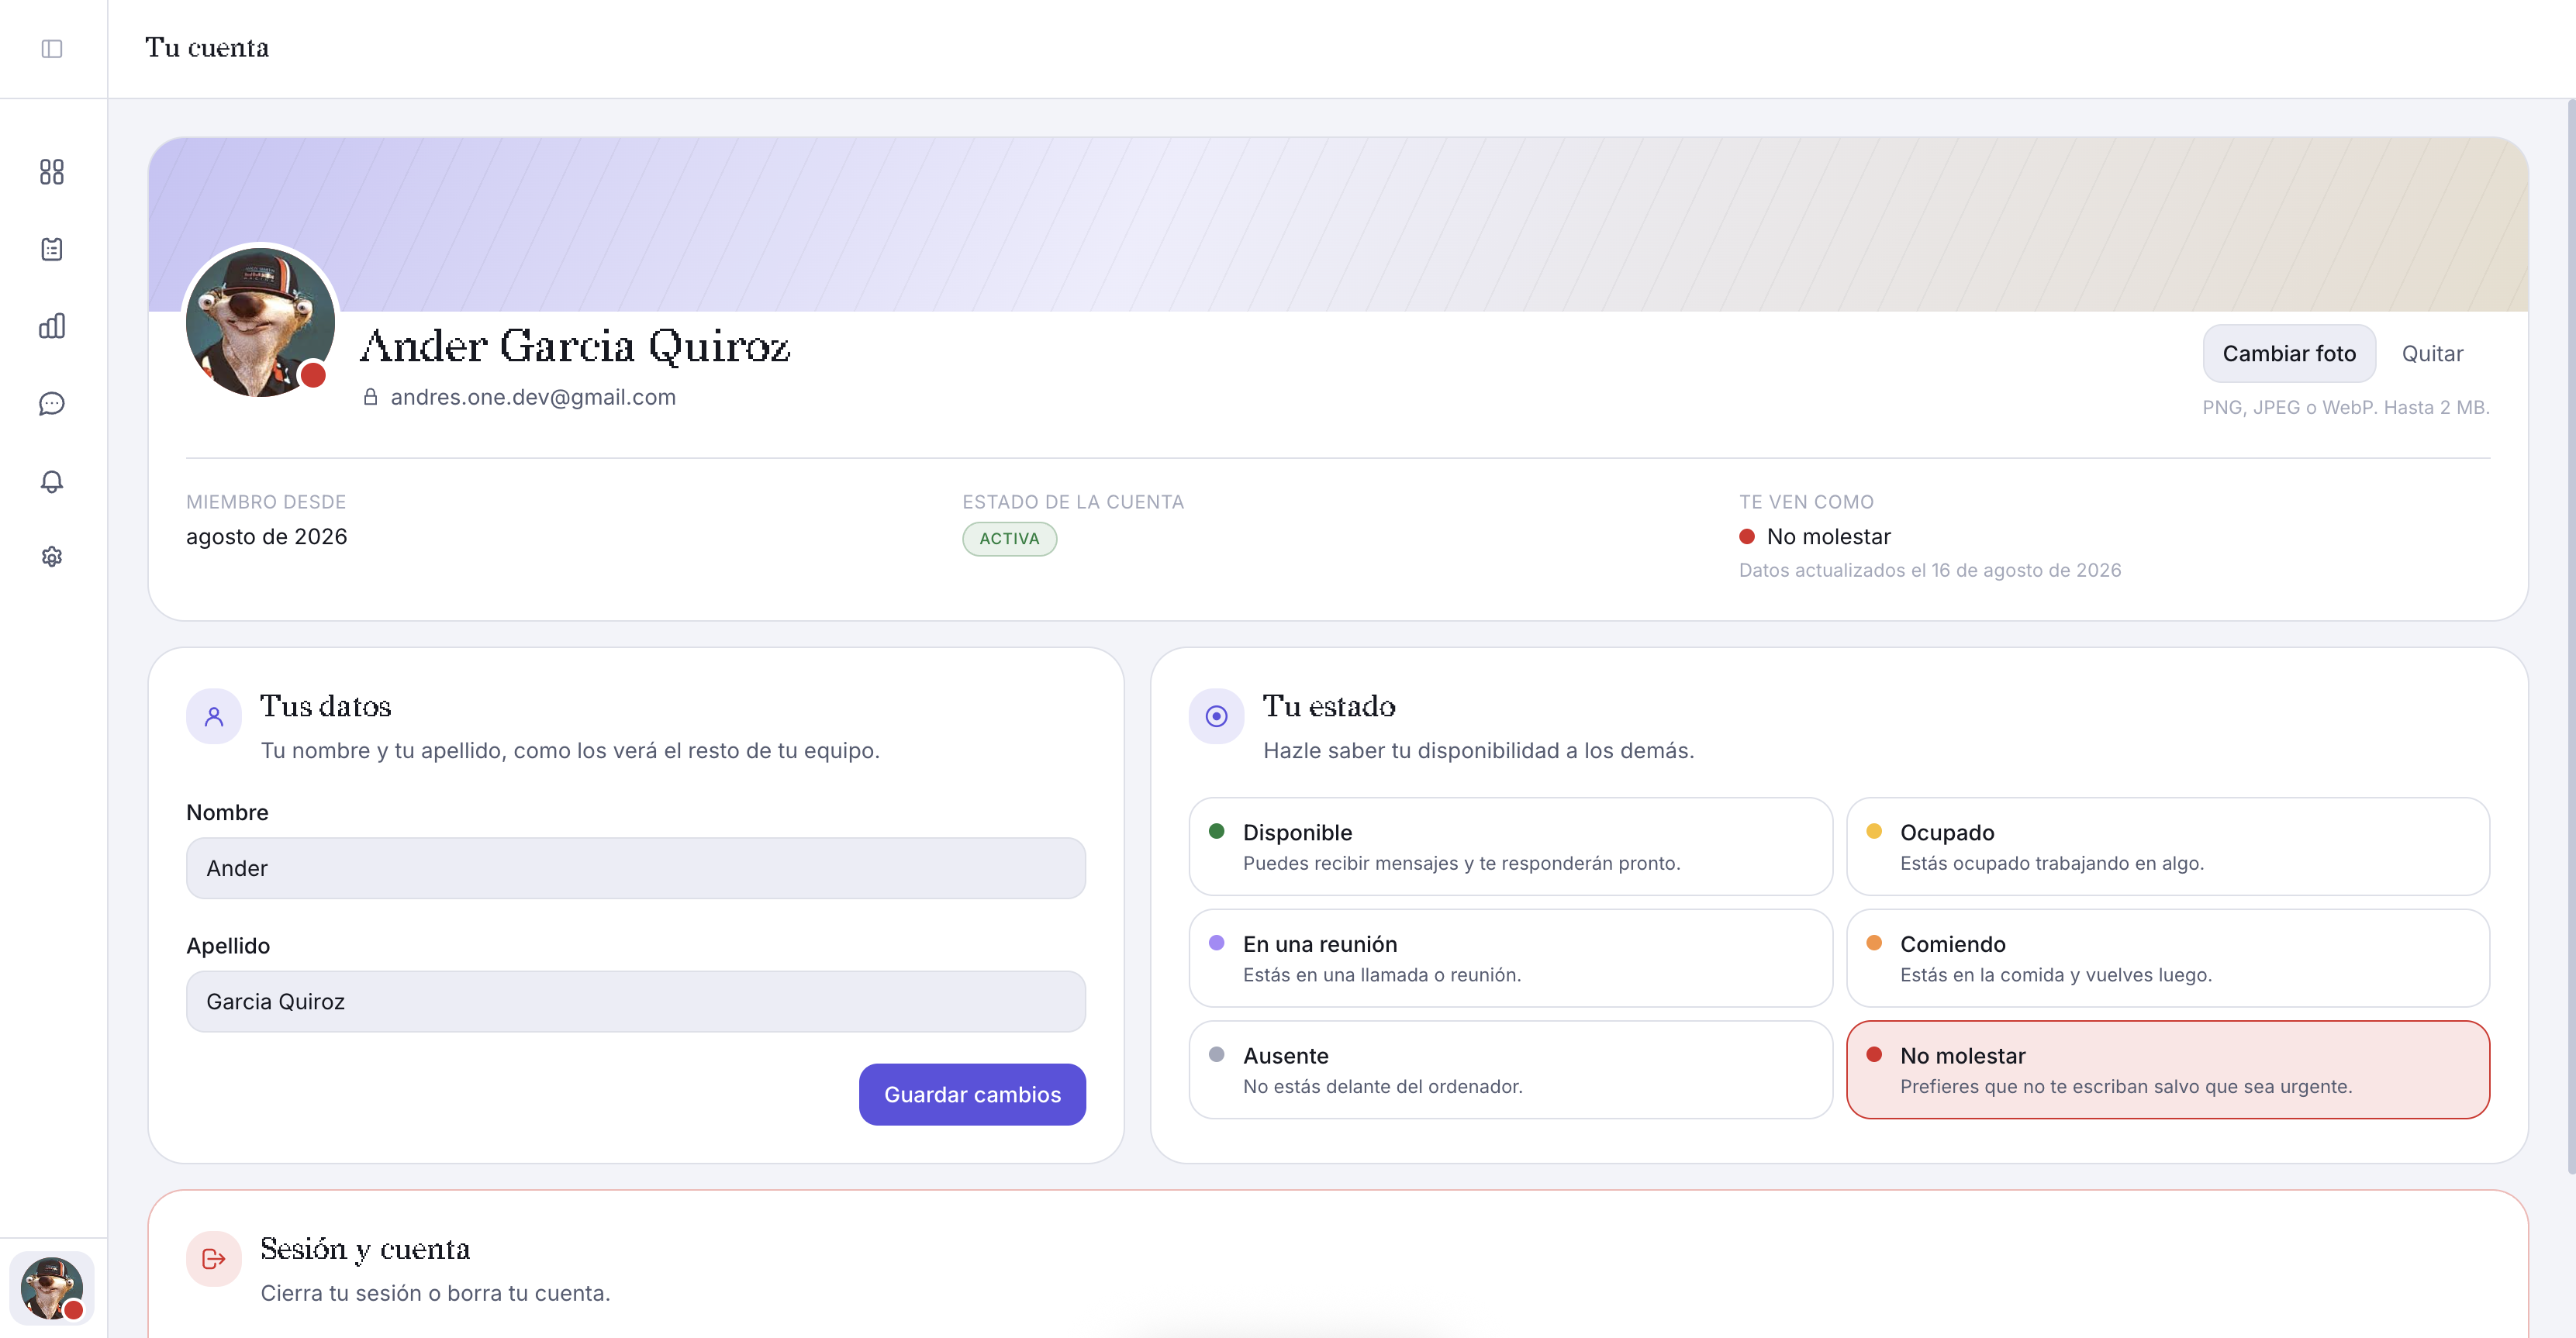 Tu cuenta
Ander Garcia Quiroz
andres.one.dev@gmail.com
Cambiar foto
Quitar
PNG, JPEG o WebP. Hasta 2 MB.
MIEMBRO DESDE
agosto de 2026
ESTADO DE LA CUENTA
ACTIVA
TE VEN COMO
No molestar
Datos actualizados el 16 de agosto de 2026
Tus datos
Tu nombre y tu apellido, como los verá el resto de tu equipo.
Nombre
Ander
Apellido
Garcia Quiroz
Guardar cambios
Tu estado
Hazle saber tu disponibilidad a los demás.
Disponible
Puedes recibir mensajes y te responderán pronto.
Ocupado
Estás ocupado trabajando en algo.
En una reunión
Estás en una llamada o reunión.
Comiendo
Estás en la comida y vuelves luego.
Ausente
No estás delante del ordenador.
No molestar
Prefieres que no te escriban salvo que sea urgente.
Sesión y cuenta
Cierra tu sesión o borra tu cuenta.